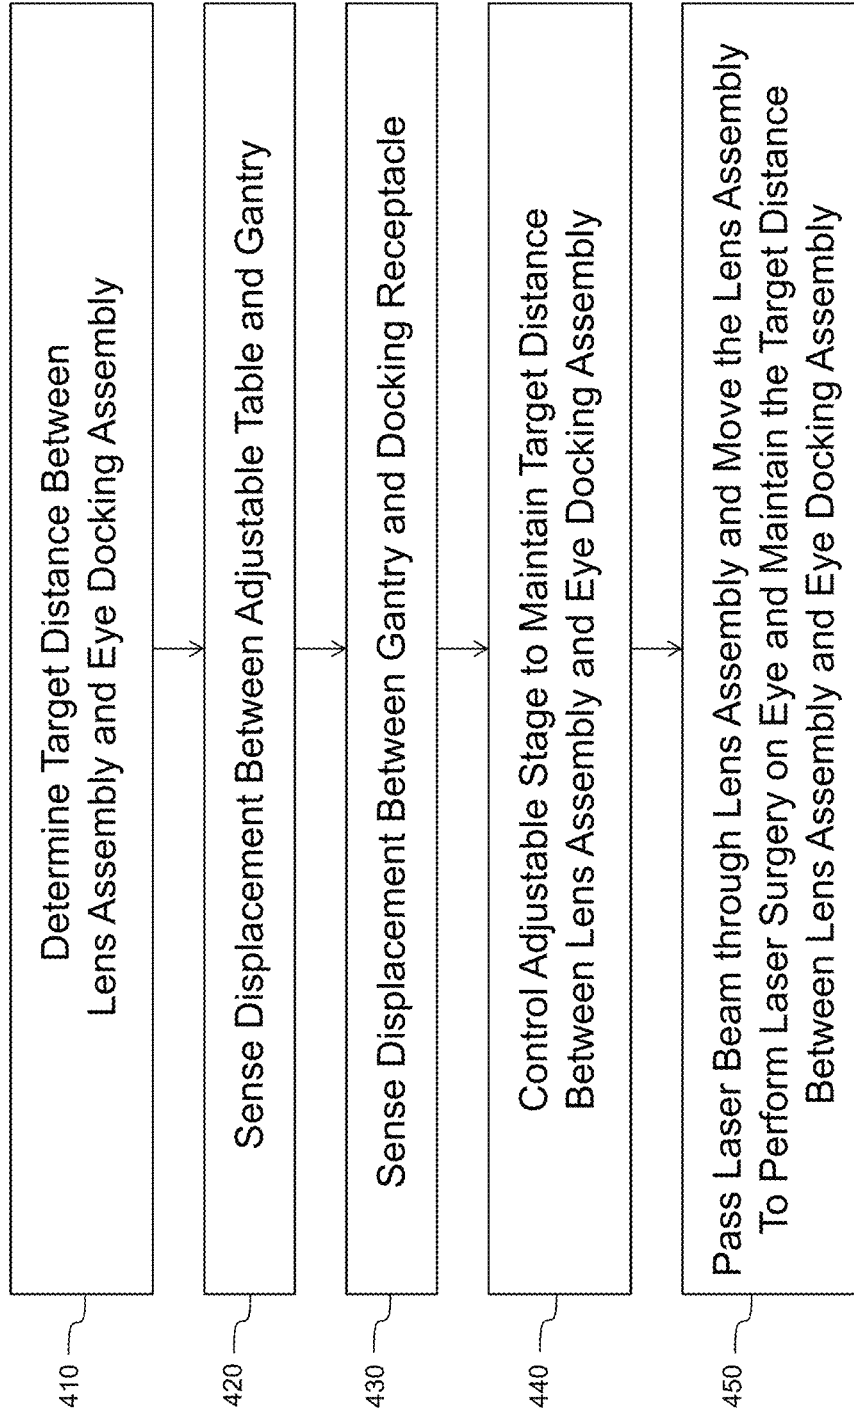 410
Determine Target Distance Between
Lens Assembly and Eye Docking Assembly
420
Sense Displacement Between Adjustable Table and Gantry
430
Sense Displacement Between Gantry and Docking Receptacle
440
Control Adjustable Stage to Maintain Target Distance
Between Lens Assembly and Eye Docking Assembly
450
Pass Laser Beam through Lens Assembly and Move the Lens Assembly
To Perform Laser Surgery on Eye and Maintain the Target Distance
Between Lens Assembly and Eye Docking Assembly